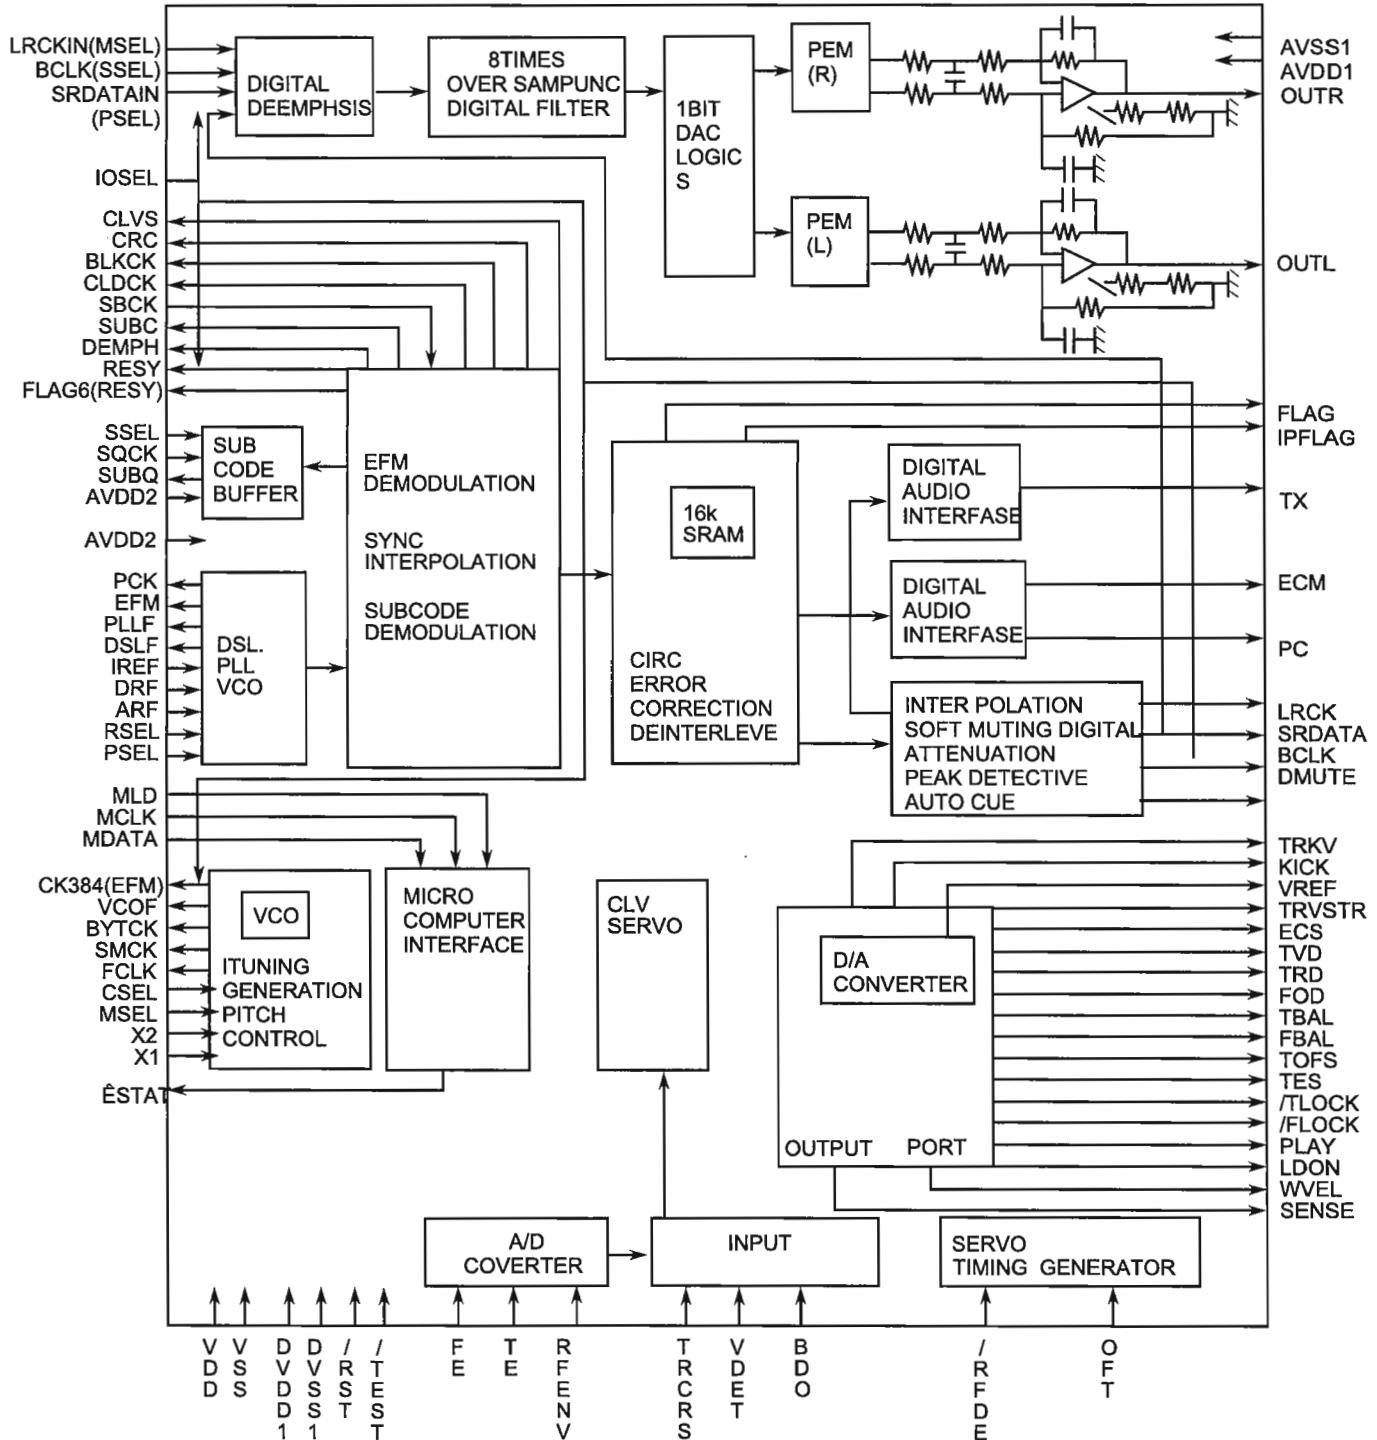 LRCKIN(MSEL)
BCLK(SSEL)
SRDATAIN
(PSEL)
IOSEL
CLVS
CRC
BLKCK
CLDCK
SBCK
SUBC
DEMPH
RESY
FLAG6(RESY)
SSEL
SQCK
SUBQ
AVDD2
AVDD2
PCK
EFM
PLLF
DSLF
IREF
DRF
ARF
RSEL
PSEL
MLD
MCLK
MDATA
CK384(EFM)
VCOF
BYTCK
SMCK
FCLK
CSEL
MSEL
X2
X1
ÊSTAT
DIGITAL
DEEMPHSIS
8TIMES
OVER SAMPUNC
DIGITAL FILTER
1BIT
DAC
LOGIC
S
PEM
(R)
PEM
(L)
AVSS1
AVDD1
OUTR
OUTL
SUB
CODE
BUFFER
EFM
DEMODULATION
SYNC
INTERPOLATION
SUBCODE
DEMODULATION
DSL.
PLL
VCO
16k
SRAM
CIRC
ERROR
CORRECTION
DEINTERLEVE
DIGITAL
AUDIO
INTERFASE
DIGITAL
AUDIO
INTERFASE
INTER POLATION
SOFT MUTING DIGITAL
ATTENUATION
PEAK DETECTIVE
AUTO CUE
FLAG
IPFLAG
TX
ECM
PC
LRCK
SRDATA
BCLK
DMUTE
VCO
ITUNING
GENERATION
PITCH
CONTROL
MICRO
COMPUTER
INTERFACE
CLV
SERVO
D/A
CONVERTER
OUTPUT PORT
TRKV
KICK
VREF
TRVSTR
ECS
TVD
TRD
FOD
TBAL
FBAL
TOFS
TES
/TLOCK
/FLOCK
PLAY
LDON
WVEL
SENSE
A/D
COVERTER
INPUT
SERVO
TIMING GENERATOR
VDD
VSS
DVDD1
DVSS1
/RST
/TEST
FE
TE
RFENV
TRCRS
VDET
BDO
/RFDE
OFT